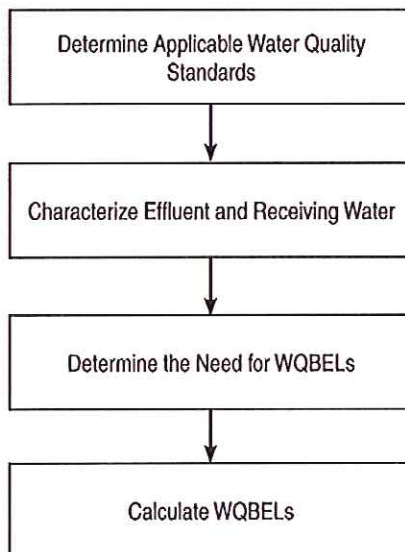 Determine Applicable Water Quality
Standards
Characterize Effluent and Receiving Water
Determine the Need for WQBELs
Calculate WQBELs